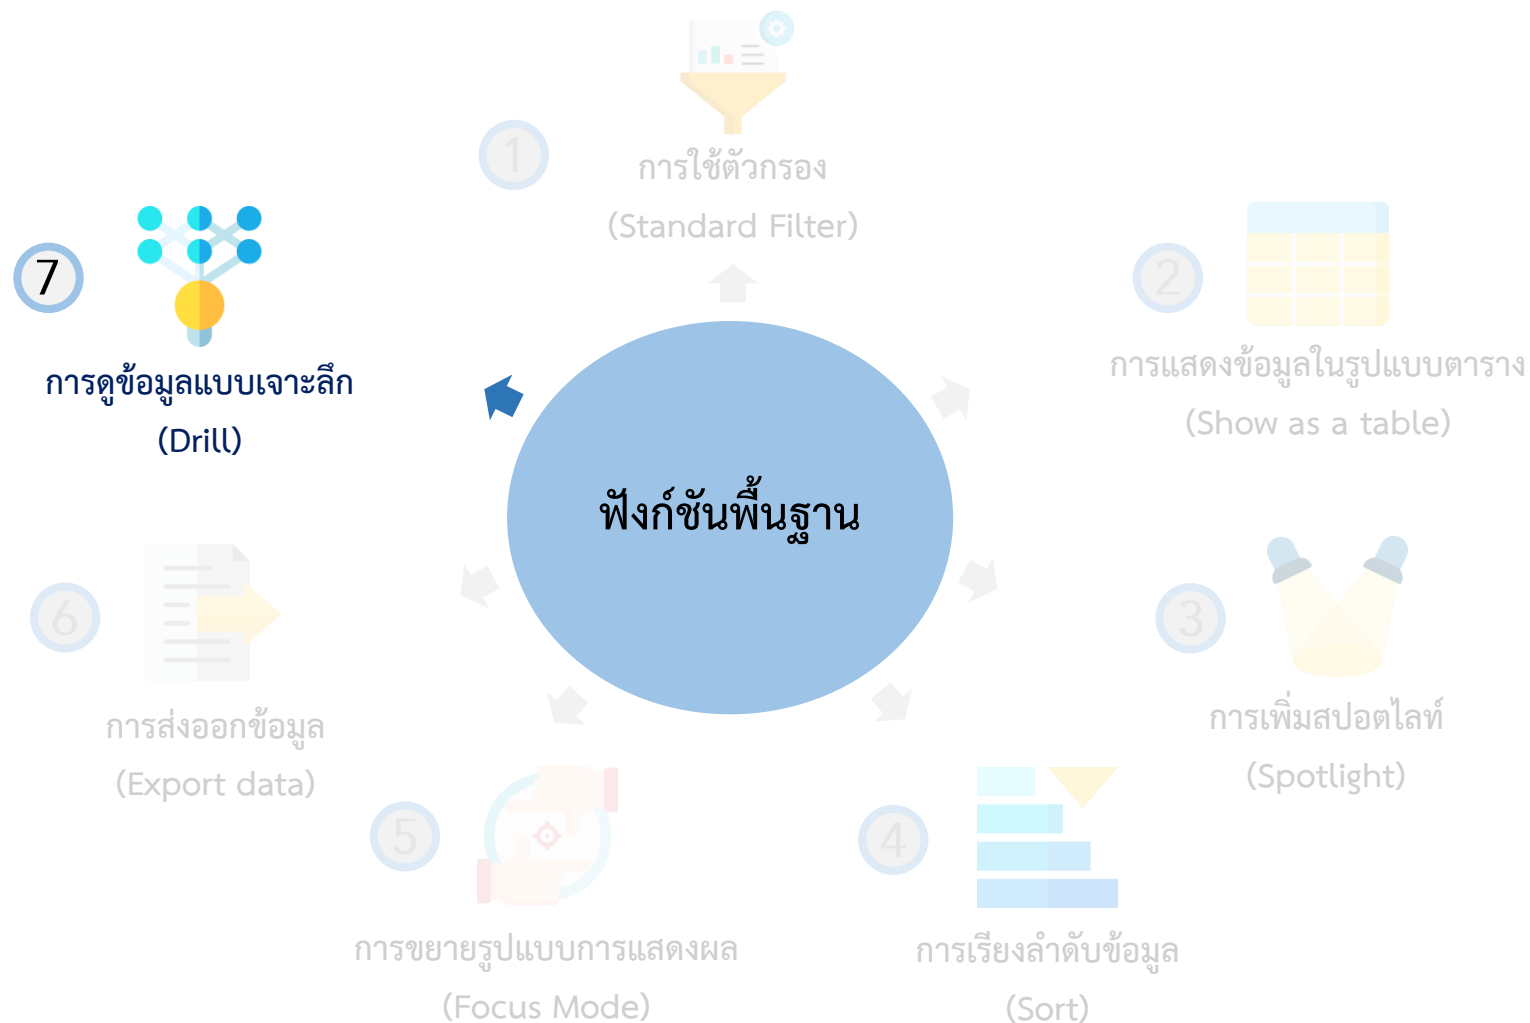 1
การใช้ตัวกรอง
(Standard Filter)
2
การแสดงข้อมูลในรูปแบบตาราง
(Show as a table)
3
การเพิ่มสปอตไลท์
(Spotlight)
4
การเรียงลำดับข้อมูล
(Sort)
5
การขยายรูปแบบการแสดงผล
(Focus Mode)
6
การส่งออกข้อมูล
(Export data)
7
การดูข้อมูลแบบเจาะลึก
(Drill)
ฟังก์ชันพื้นฐาน